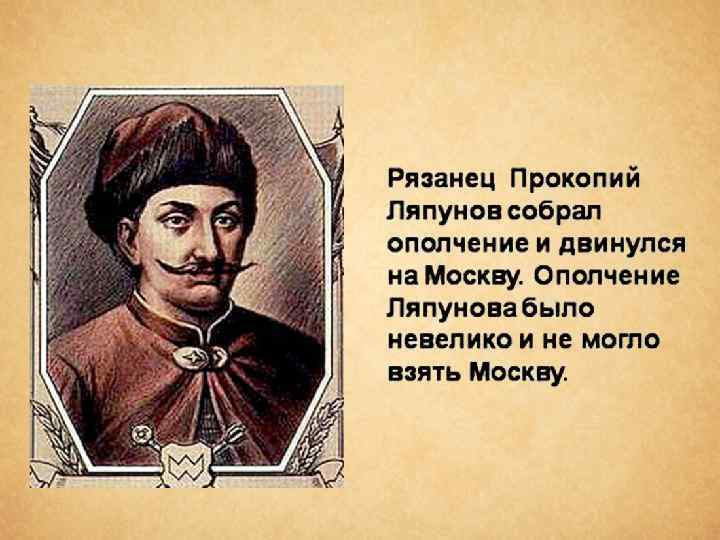 Рязанец Прокопий
Ляпунов собрал
ополчение и двинулся
на Москву. Ополчение
Ляпунова было
невелико и не могло
взять Москву.